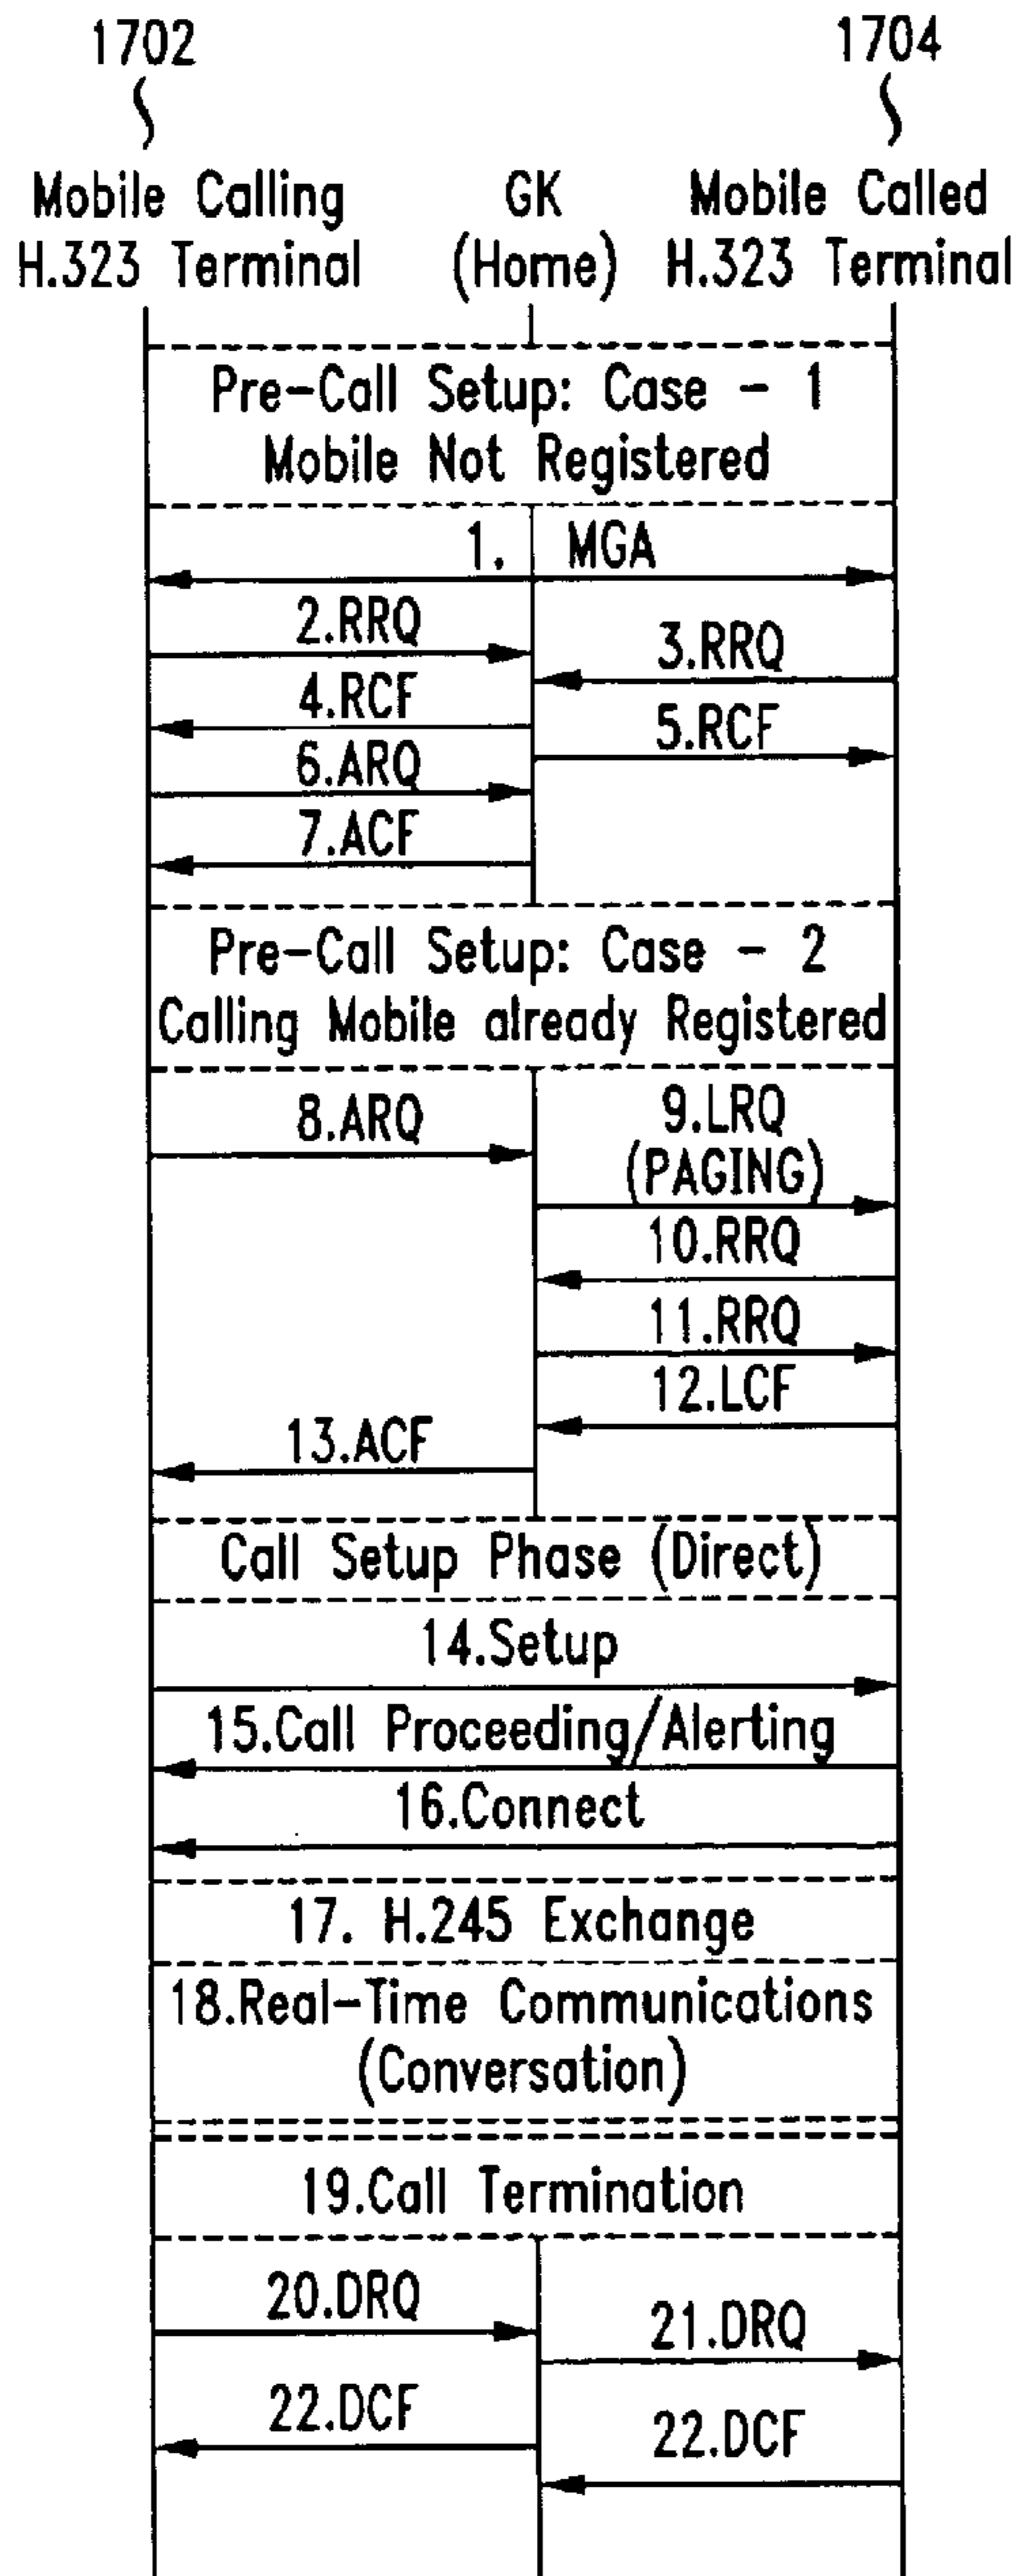 1702
1704
Mobile Calling
H.323 Terminal
GK
(Home)
Mobile Called
H.323 Terminal
Pre-Call Setup: Case - 1
Mobile Not Registered
1. MGA
2.RRQ
3.RRQ
4.RCF
5.RCF
6.ARQ
7.ACF
Pre-Call Setup: Case - 2
Calling Mobile already Registered
8.ARQ
9.LRQ
(PAGING)
10.RRQ
11.RRQ
12.LCF
13.ACF
Call Setup Phase (Direct)
14.Setup
15.Call Proceeding/Alerting
16.Connect
17. H.245 Exchange
18.Real-Time Communications
(Conversation)
19.Call Termination
20.DRQ
21.DRQ
22.DCF
22.DCF